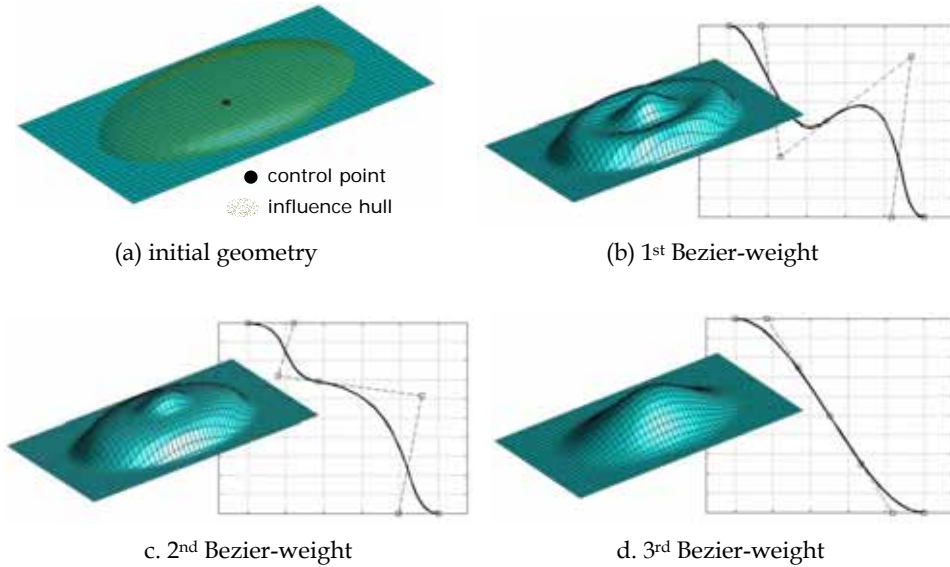 control point
influence hull
(a) initial geometry
(b) 1st Bezier-weight
c. 2nd Bezier-weight
d. 3rd Bezier-weight